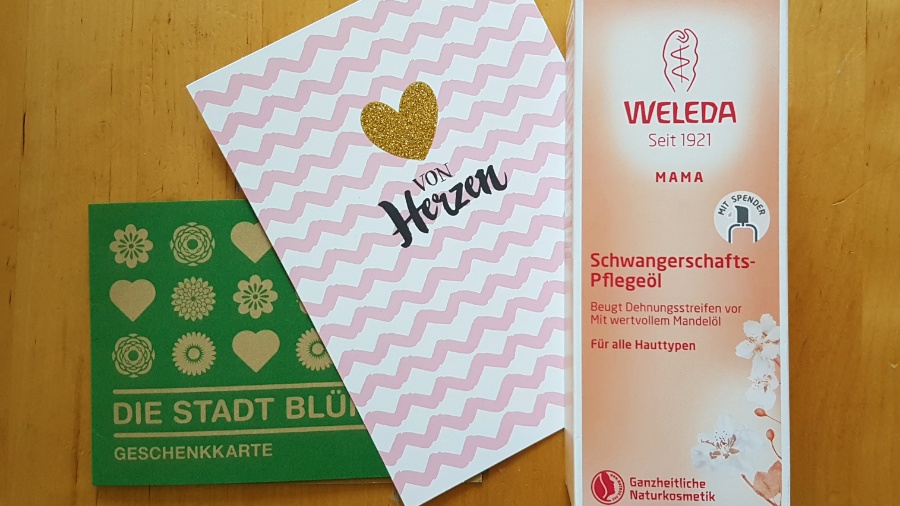 DIE STADT
GESCHENKKARTE
VON
Herzen
WELEDA
Seit 1921
MAMA
MIT SPENDER
Schwangerschafts-
Pflegeöl
Beugt Dehnungsstreifen vor
Mit wertvollem Mandelöl
Für alle Hauttypen
Ganzheitliche
Naturkosmetik